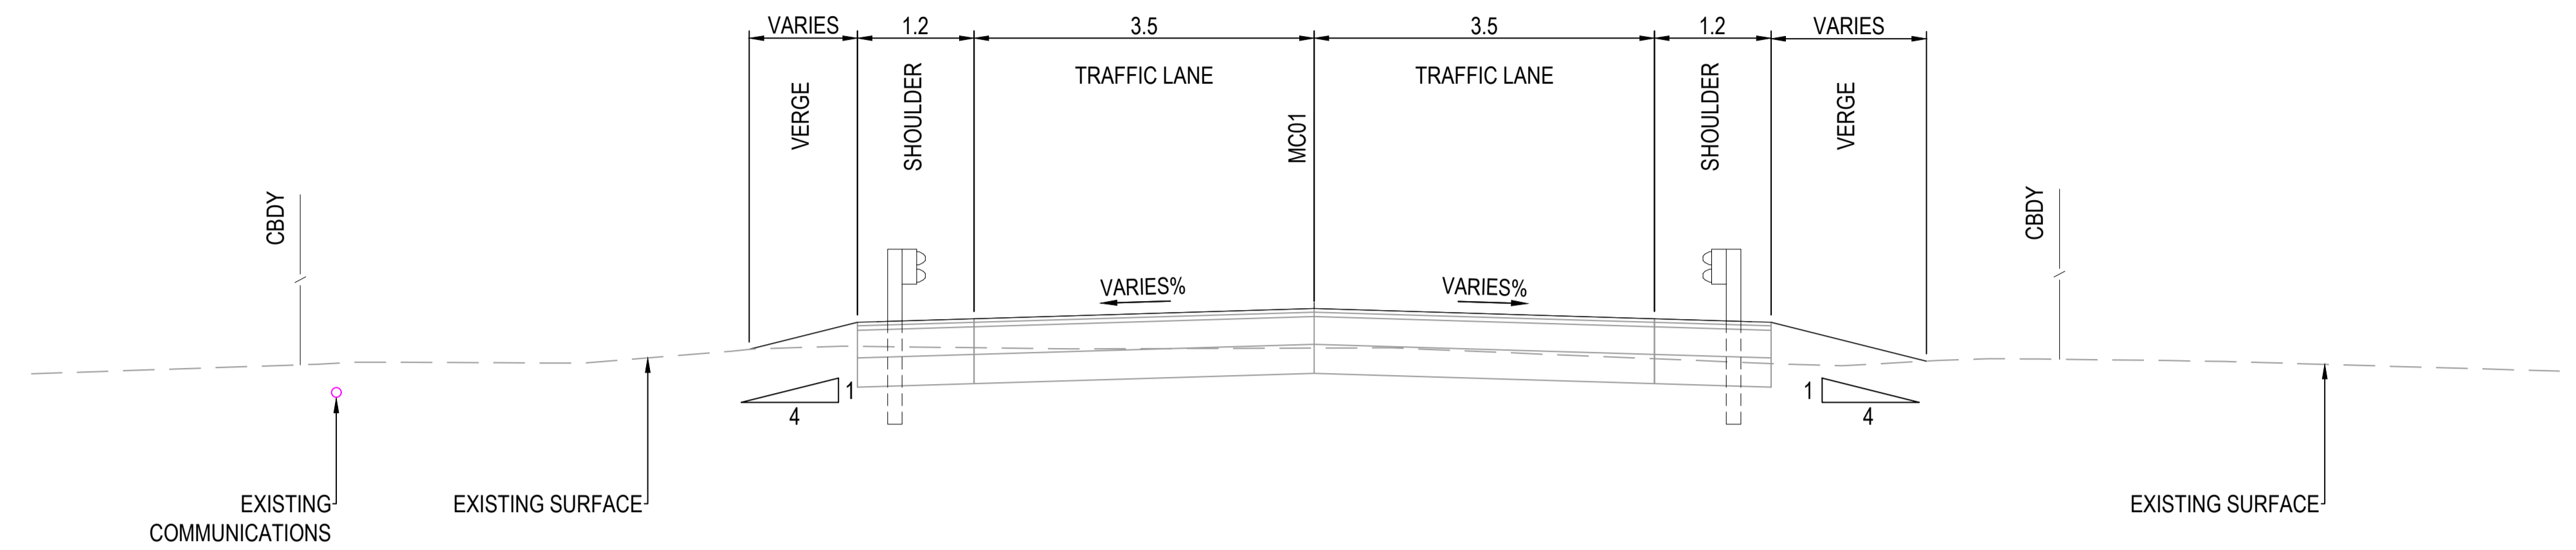 VARIES
1.2
3.5
3.5
1.2
VARIES
VERGE
SHOULDER
TRAFFIC LANE
MC01
TRAFFIC LANE
SHOULDER
VERGE
CBDY
CBDY
VARIES%
VARIES%
1
4
1
4
EXISTING
COMMUNICATIONS
EXISTING SURFACE
EXISTING SURFACE